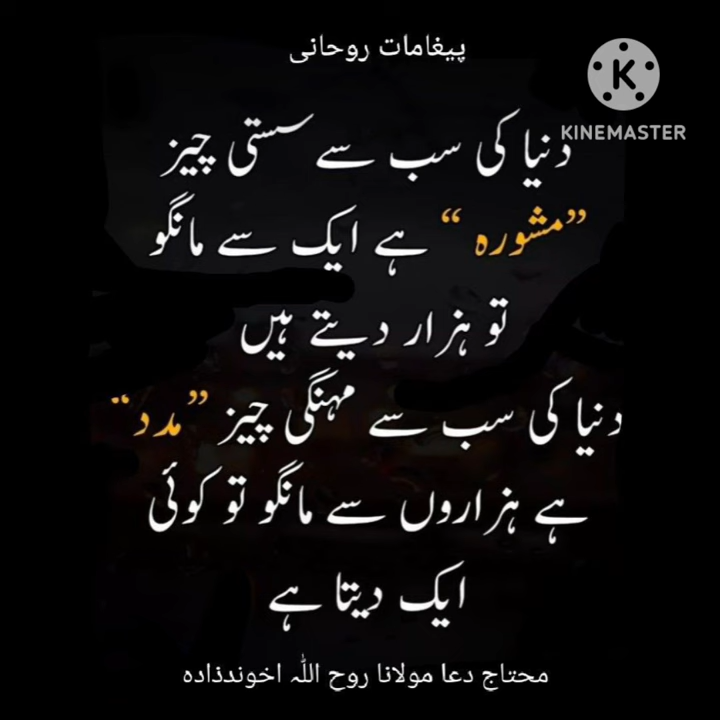 پیغامات روحانی
KINEMASTER
دنیا کی سب سے سستی چیز
”مشورہ“ ہے ایک سے مانگو
تو ہزار دیتے ہیں
دنیا کی سب سے مہنگی چیز ”مدد“
ہے ہزاروں سے مانگو تو کوئی
ایک دیتا ہے
محتاج دعا مولانا روح اللہ اخوندذادہ